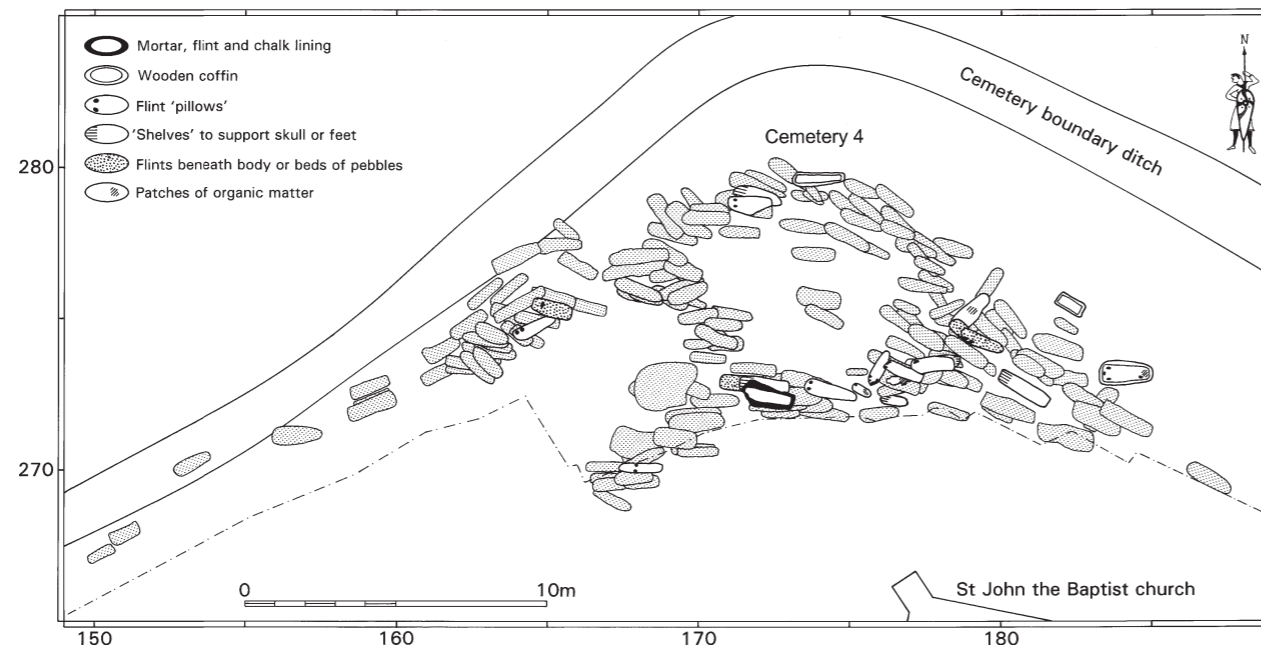 Mortar, flint and chalk lining
Wooden coffin
Flint 'pillows'
'Shelves' to support skull or feet
Flints beneath body or beds of pebbles
Patches of organic matter
N
Cemetery boundary ditch
Cemetery 4
280
270
0 10m
St John the Baptist church
150 160 170 180